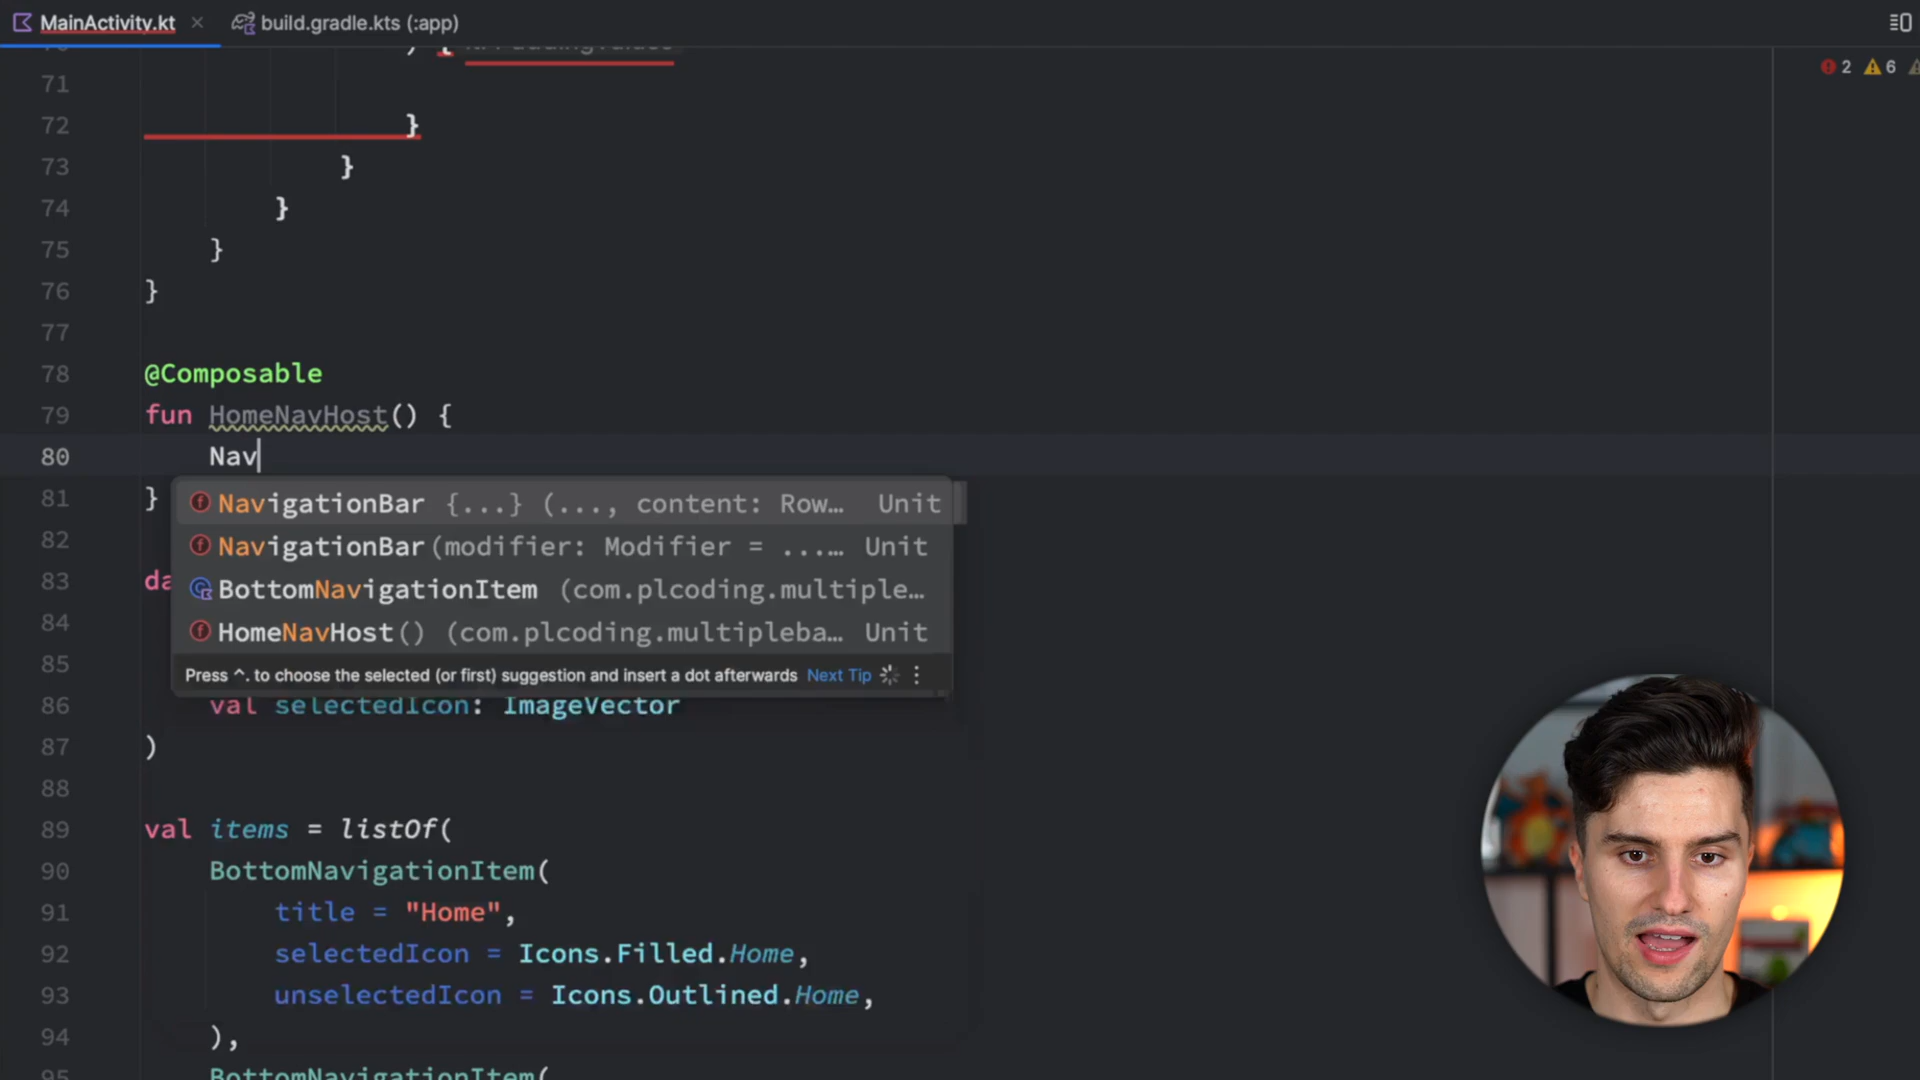 MainActivity.kt
build.gradle.kts (:app)
2 6
71
72 }
73 }
74 }
75 }
76 }
77
78 @Composable
79 fun HomeNavHost() {
80 Nav
81 }
NavigationBar {...} (..., content: Row… Unit
82
NavigationBar(modifier: Modifier = ...… Unit
83 da
BottomNavigationItem (com.plcoding.multiple…
84
HomeNavHost() (com.plcoding.multipleba… Unit
85
Press ^. to choose the selected (or first) suggestion and insert a dot afterwards Next Tip
86 val selectedIcon: ImageVector
87 )
88
89 val items = listOf(
90 BottomNavigationItem(
91 title = "Home",
92 selectedIcon = Icons.Filled.Home,
93 unselectedIcon = Icons.Outlined.Home,
94 ),
95 BottomNavigationItem(